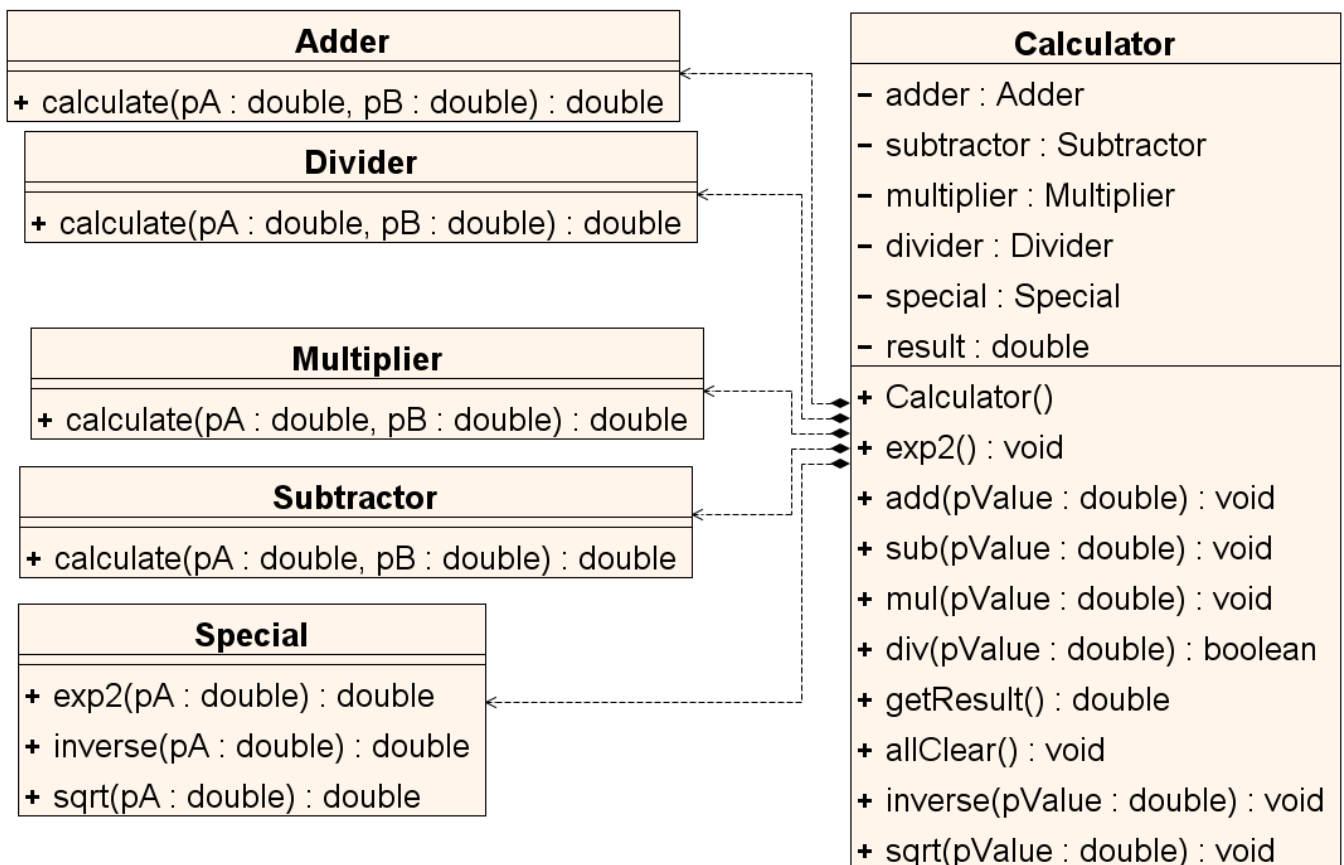 Adder
+ calculate(pA : double, pB : double) : double
Divider
+ calculate(pA : double, pB : double) : double
Multiplier
+ calculate(pA : double, pB : double) : double
Subtractor
+ calculate(pA : double, pB : double) : double
Special
+ exp2(pA : double) : double
+ inverse(pA : double) : double
+ sqrt(pA : double) : double
Calculator
- adder : Adder
- subtractor : Subtractor
- multiplier : Multiplier
- divider : Divider
- special : Special
- result : double
+ Calculator()
+ exp2() : void
+ add(pValue : double) : void
+ sub(pValue : double) : void
+ mul(pValue : double) : void
+ div(pValue : double) : boolean
+ getResult() : double
+ allClear() : void
+ inverse(pValue : double) : void
+ sqrt(pValue : double) : void